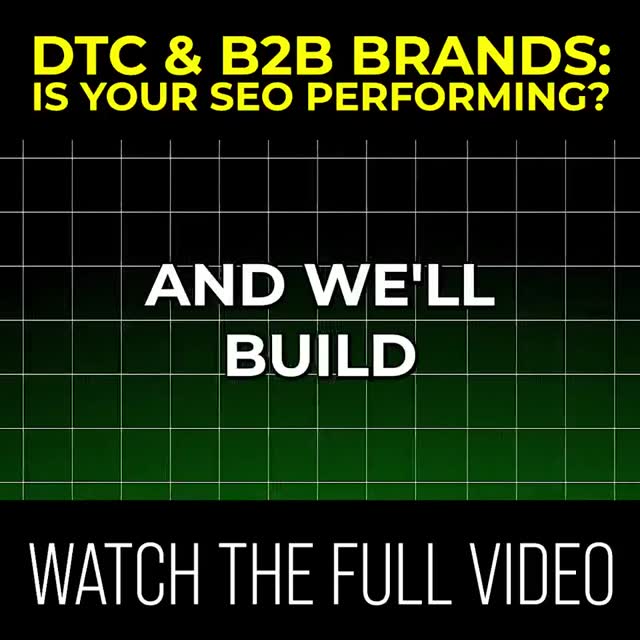 DTC & B2B BRANDS:
IS YOUR SEO PERFORMING?
AND WE'LL
BUILD
WATCH THE FULL VIDEO